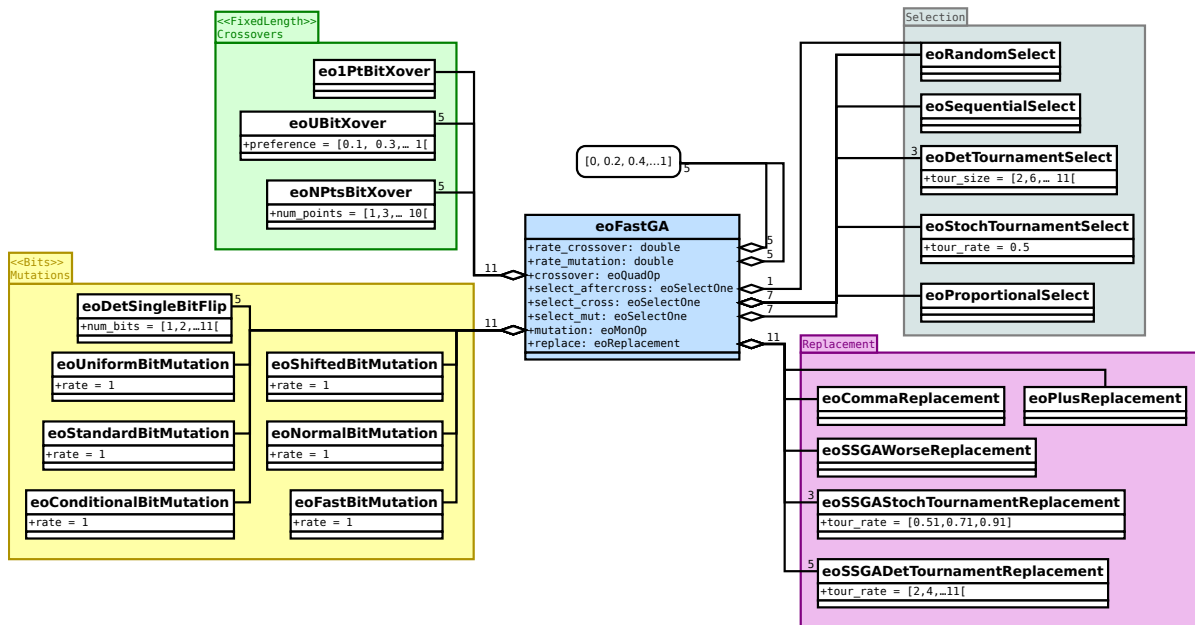 <<FixedLength>>
Crossovers
eo1PtBitXover
eoUBitXover
5
+preference = [0.1, 0.3,… 1[
eoNPtsBitXover
5
+num_points = [1,3,… 10[
<<Bits>>
Mutations
eoDetSingleBitFlip
5
+num_bits = [1,2,…11[
eoUniformBitMutation
+rate = 1
eoShiftedBitMutation
+rate = 1
eoStandardBitMutation
+rate = 1
eoNormalBitMutation
+rate = 1
eoConditionalBitMutation
+rate = 1
eoFastBitMutation
+rate = 1
[0, 0.2, 0.4,…1]
5
eoFastGA
+rate_crossover: double
5
+rate_mutation: double
5
11
+crossover: eoQuadOp
+select_aftercross: eoSelectOne
1
+select_cross: eoSelectOne
7
+select_mut: eoSelectOne
7
11
+mutation: eoMonOp
+replace: eoReplacement
11
Selection
eoRandomSelect
eoSequentialSelect
3
eoDetTournamentSelect
+tour_size = [2,6,… 11[
eoStochTournamentSelect
+tour_rate = 0.5
eoProportionalSelect
Replacement
eoCommaReplacement
eoPlusReplacement
eoSSGAWorseReplacement
3
eoSSGAStochTournamentReplacement
+tour_rate = [0.51,0.71,0.91]
5
eoSSGADetTournamentReplacement
+tour_rate = [2,4,…11[